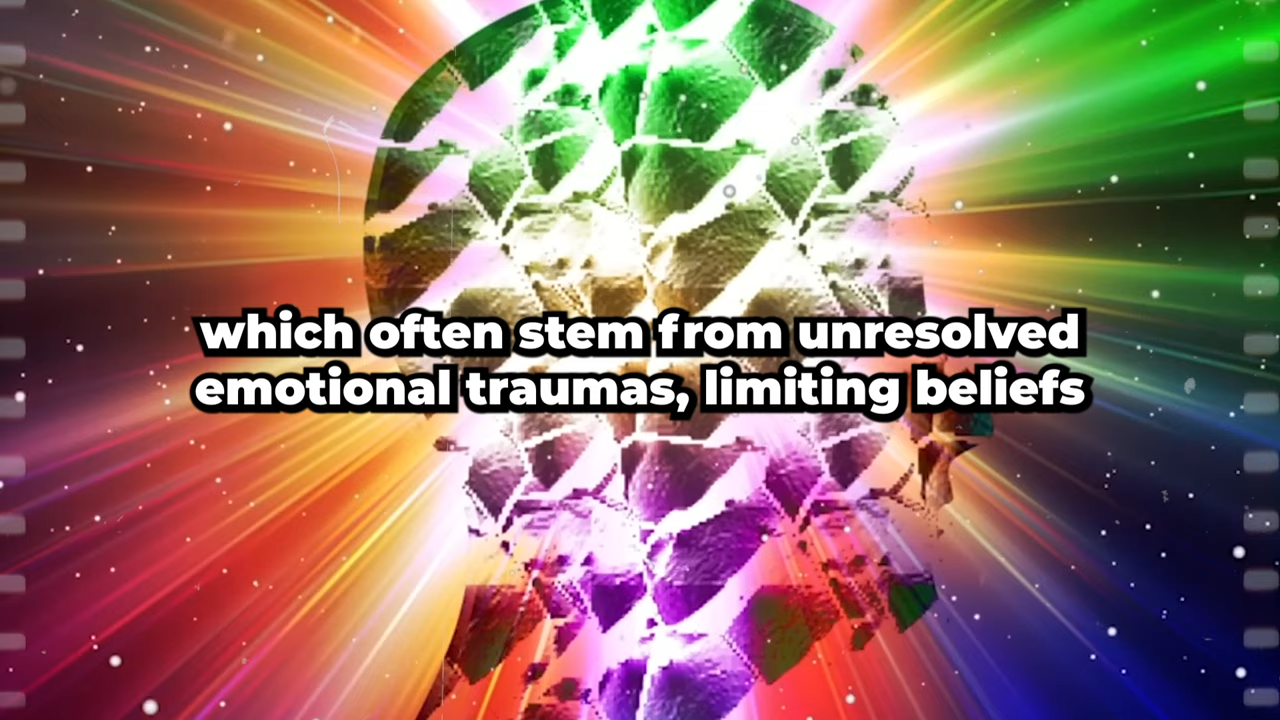 which often stem from unresolved
emotional traumas, limiting beliefs